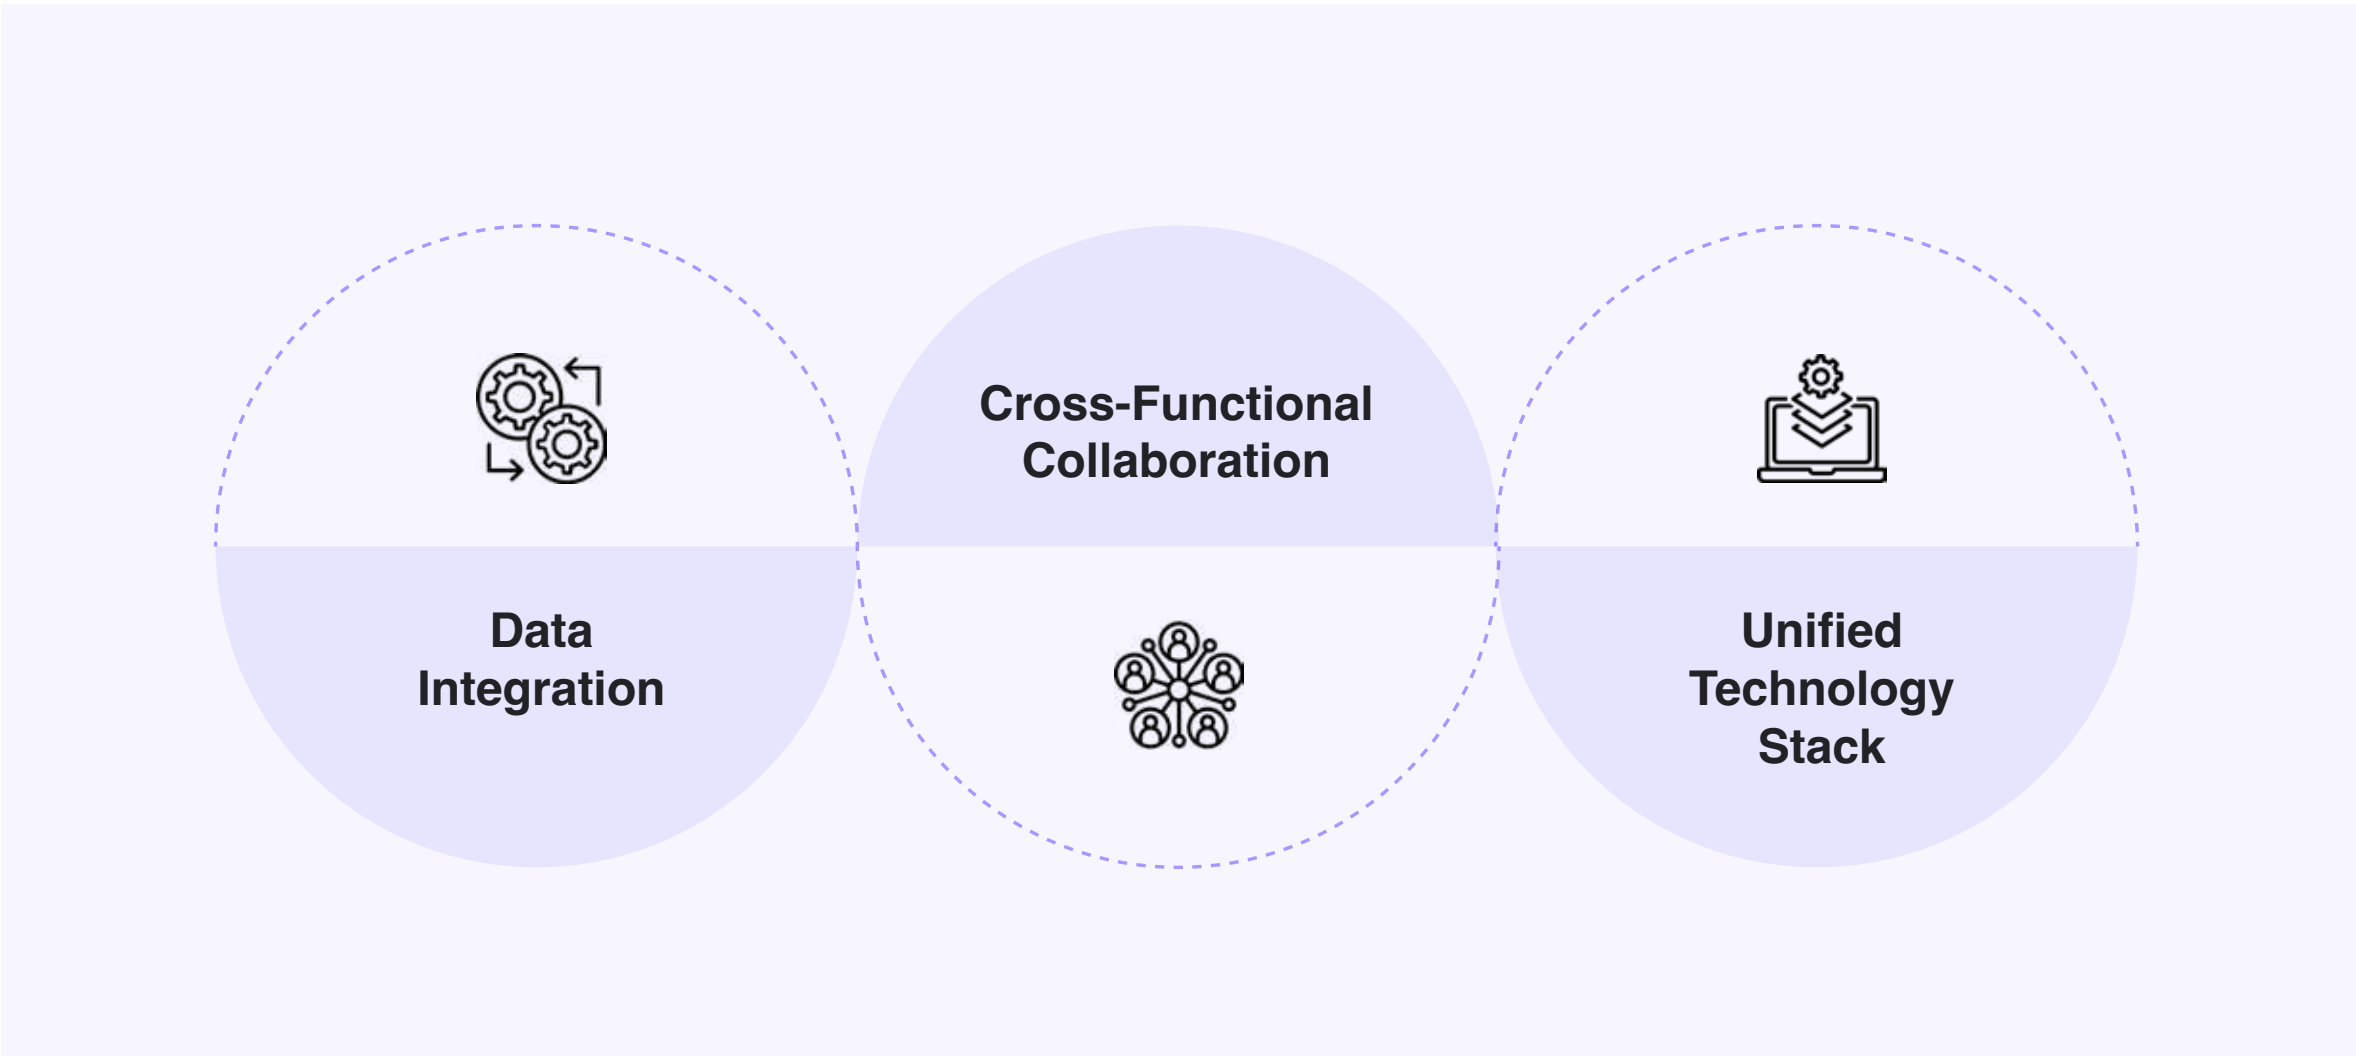 Data
Integration
Cross-Functional
Collaboration
Unified
Technology
Stack